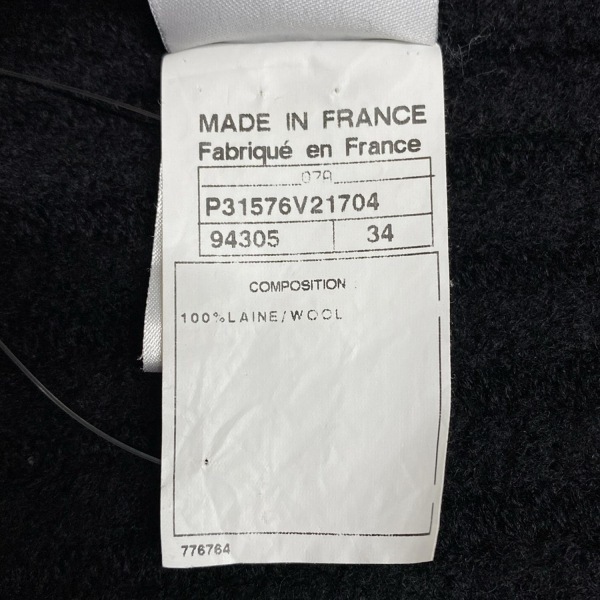 MADE IN FRANCE
Fabriqué en France
07A
P31576V21704
94305 34
COMPOSITION
100%LAINE/WOOL
776764